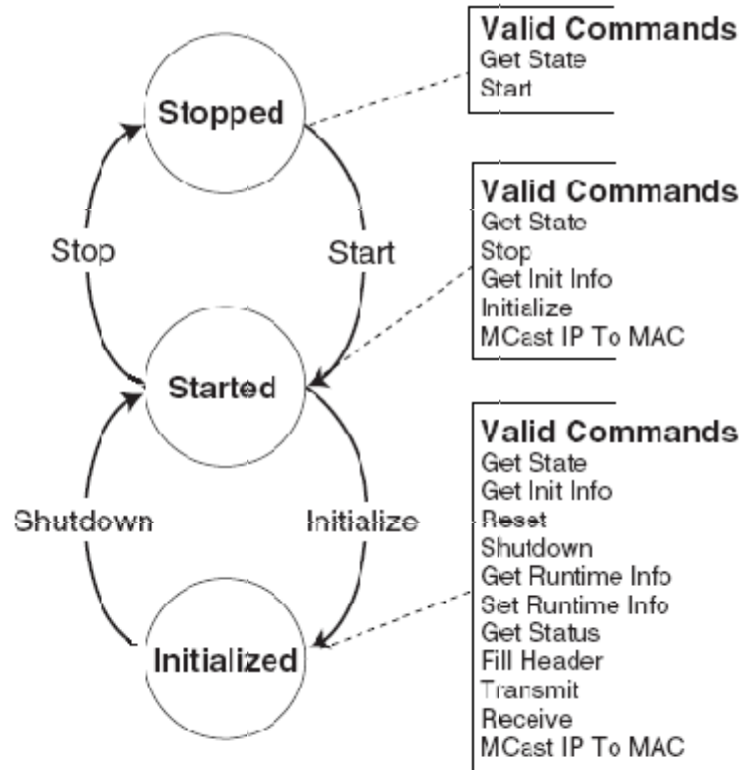 Stopped
Valid Commands
Get State
Start
Stop
Start
Valid Commands
Get State
Stop
Get Init Info
Initialize
MCast IP To MAC
Started
Shutdown
Initialize
Valid Commands
Get State
Get Init Info
Reset
Shutdown
Get Runtime Info
Set Runtime Info
Get Status
Fill Header
Transmit
Receive
MCast IP To MAC
Initialized